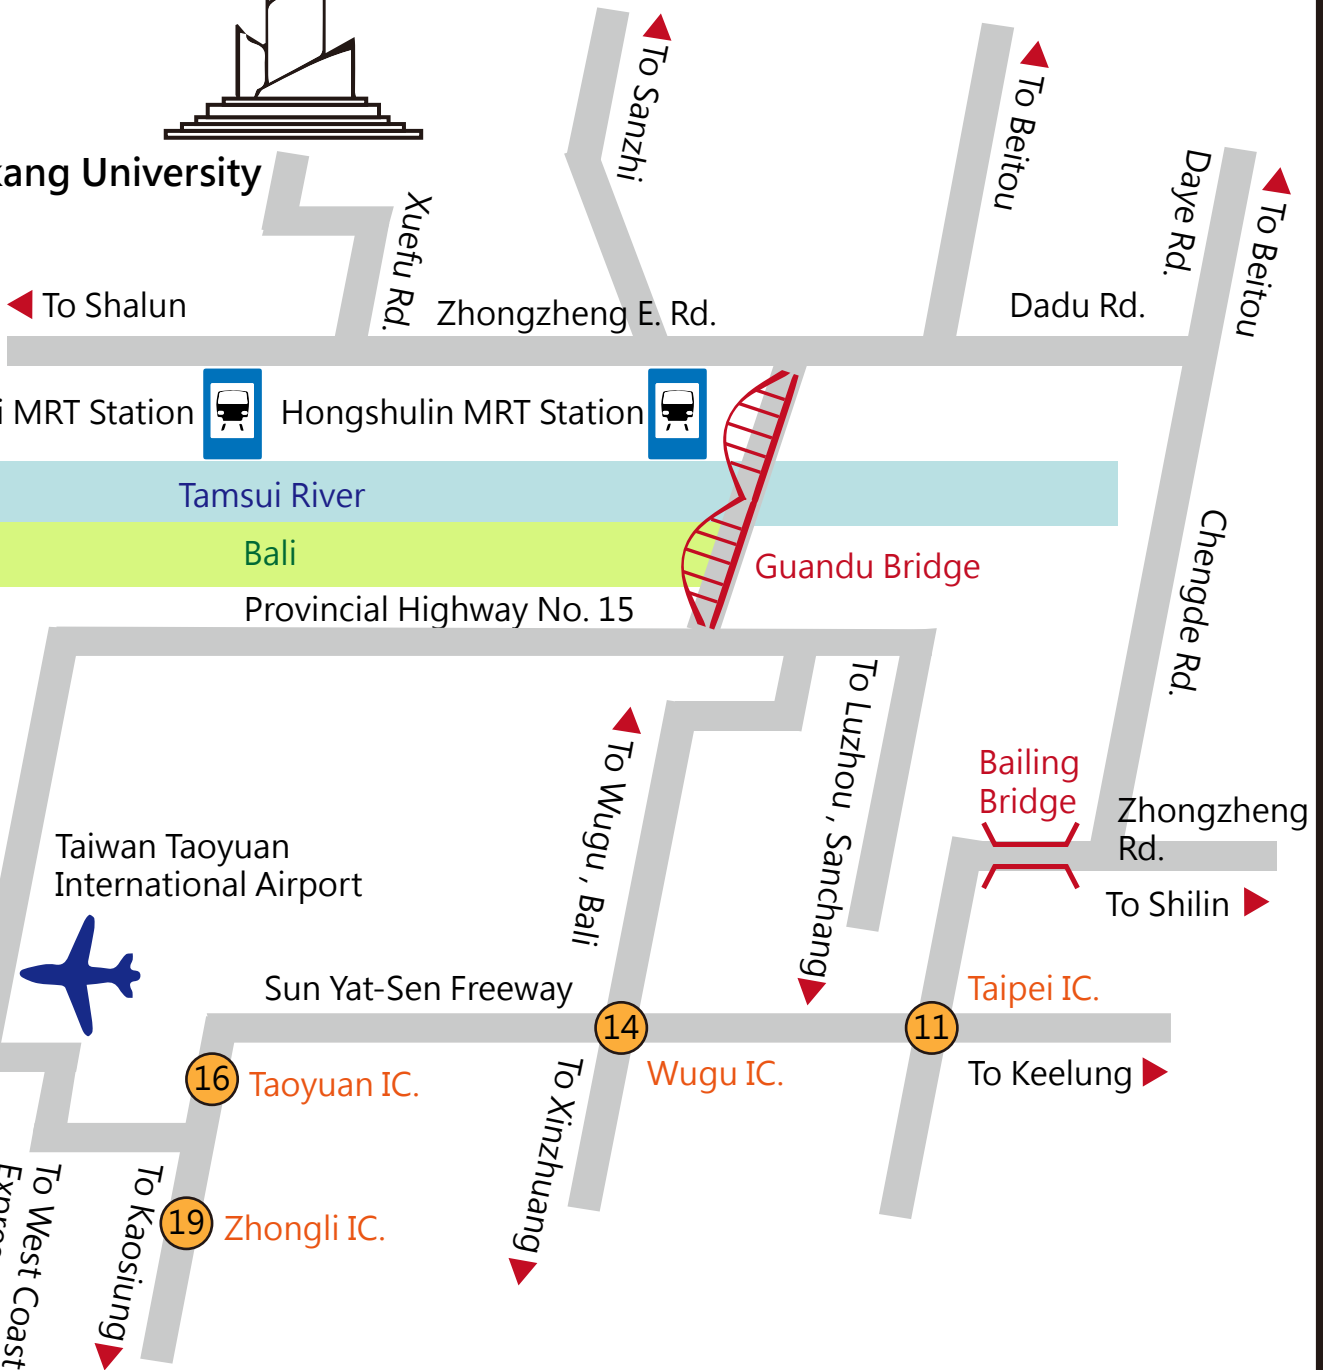 kang University
To Sanzhi
To Beitou
Daye Rd.
To Beitou
Xuefu Rd.
To Shalun
Zhongzheng E. Rd.
Dadu Rd.
i MRT Station
Hongshulin MRT Station
Tamsui River
Bali
Guandu Bridge
Provincial Highway No. 15
Chengde Rd.
To Luzhou , Sanchang
To Wugu , Bali
Bailing
Bridge
Zhongzheng
Rd.
To Shilin
Taiwan Taoyuan
International Airport
Sun Yat-Sen Freeway
14
11
Taipei IC.
16
Taoyuan IC.
Wugu IC.
To Keelung
To Xinzhuang
19
Zhongli IC.
To Kaosiung
To West Coast